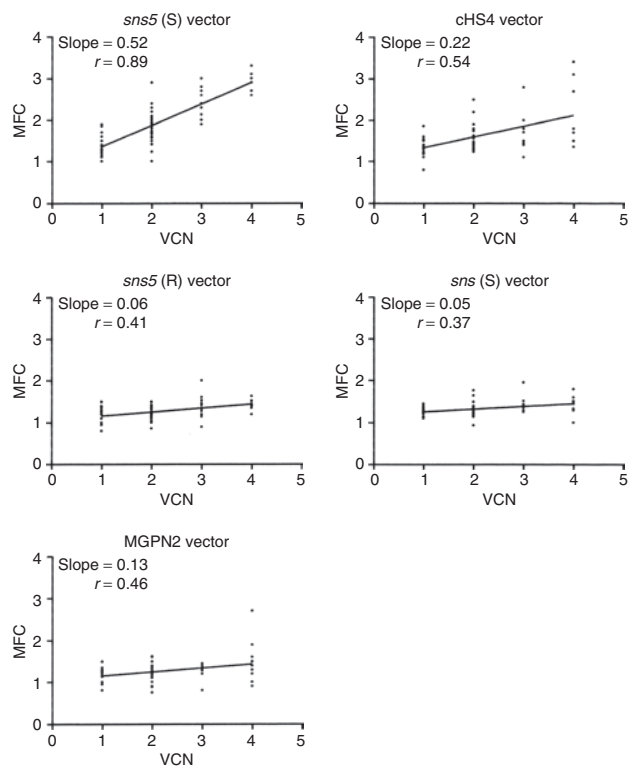 sns5 (S) vector
Slope = 0.52
r = 0.89
4
3
2
1
0
MFC
0 1 2 3 4 5
VCN
cHS4 vector
Slope = 0.22
r = 0.54
4
3
2
1
0
MFC
0 1 2 3 4 5
VCN
sns5 (R) vector
Slope = 0.06
r = 0.41
4
3
2
1
0
MFC
0 1 2 3 4 5
VCN
sns (S) vector
Slope = 0.05
r = 0.37
4
3
2
1
0
MFC
0 1 2 3 4 5
VCN
MGPN2 vector
Slope = 0.13
r = 0.46
4
3
2
1
0
MFC
0 1 2 3 4 5
VCN